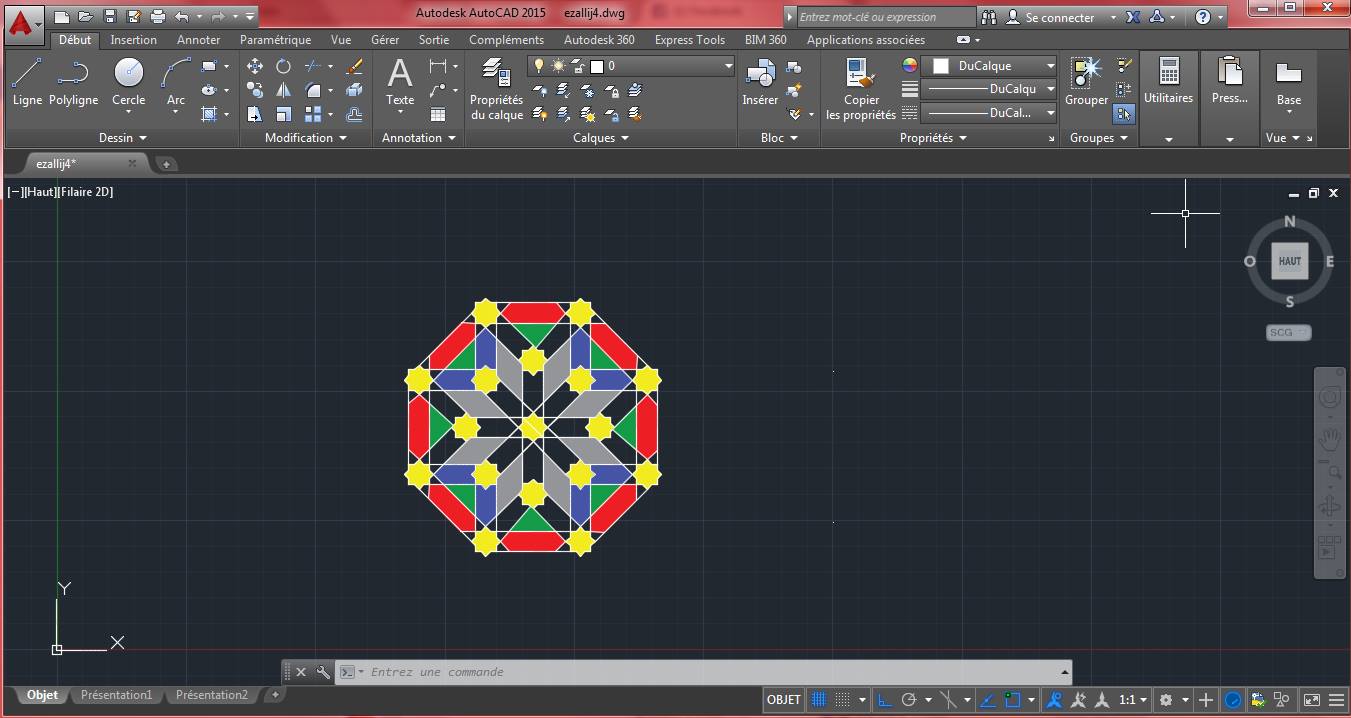 Autodesk AutoCAD 2015 ezallij4.dwg
Entrez mot-clé ou expression
Se connecter
Début Insertion Annoter Paramétrique Vue Gérer Sortie Compléments Autodesk 360 Express Tools BIM 360 Applications associées
0 DuCalque
DuCalqu
Ligne Polyligne Cercle Arc Texte Propriétés du calque Insérer Copier les propriétés Grouper Utilitaires Press... Base
DuCal...
Dessin Modification Annotation Calques Bloc Propriétés Groupes Vue
ezallij4*
[−][Haut][Filaire 2D]
N
O HAUT E
S
SCG
Y
X
Entrez une commande
Objet Présentation1 Présentation2 OBJET 1:1